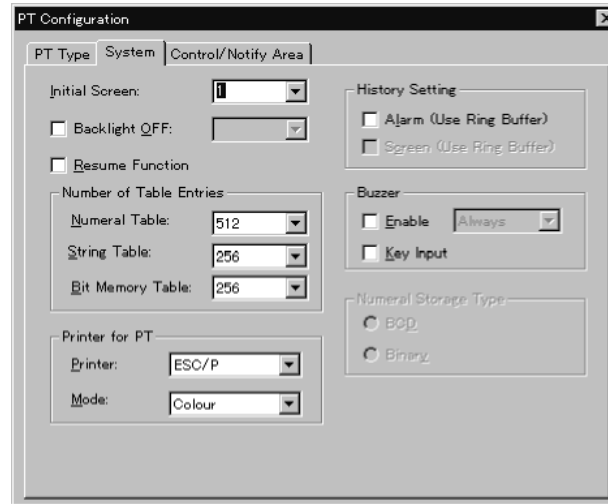 PT Configuration
PT Type System Control/Notify Area
Initial Screen: 1
Backlight OFF:
Resume Function
Number of Table Entries
Numeral Table: 512
String Table: 256
Bit Memory Table: 256
Printer for PT
Printer: ESC/P
Mode: Colour
History Setting
Alarm (Use Ring Buffer)
Screen (Use Ring Buffer)
Buzzer
Enable Always
Key Input
Numeral Storage Type
BCD
Binary